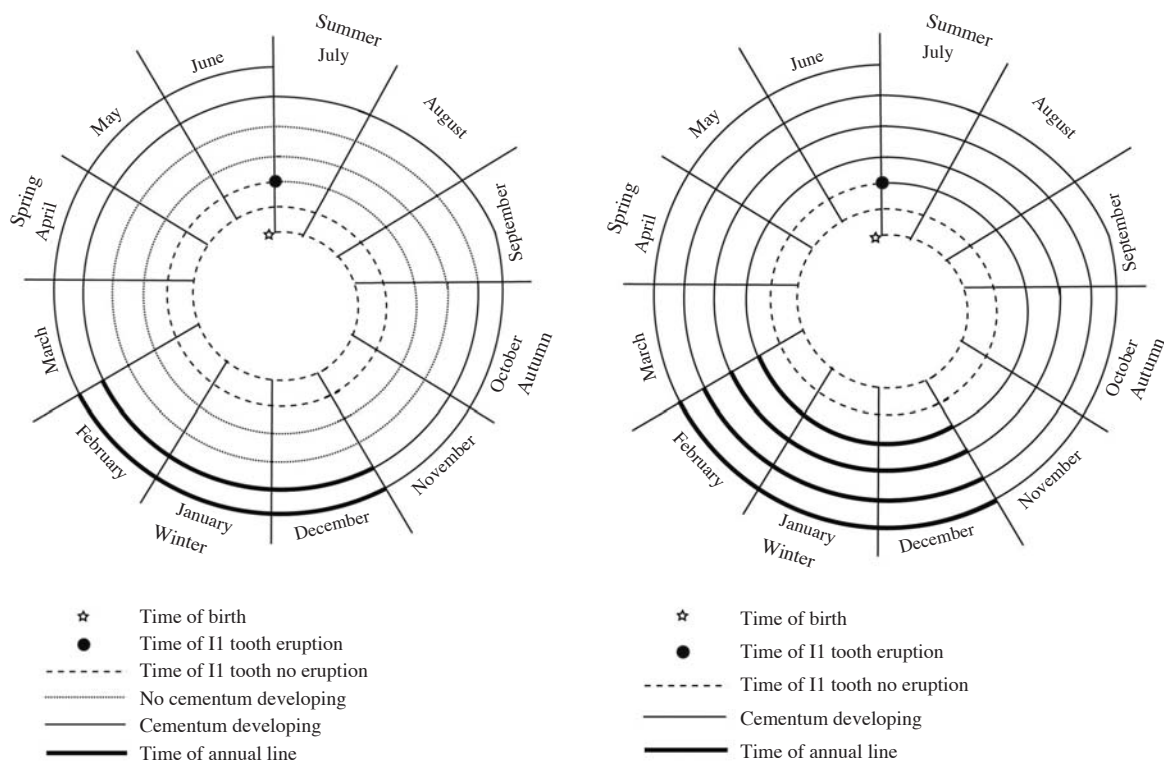 Summer
July
June
August
May
Spring
April
September
March
October
Autumn
February
November
January
December
Winter
Time of birth
Time of I1 tooth eruption
Time of I1 tooth no eruption
No cementum developing
Cementum developing
Time of annual line
Summer
July
June
August
May
Spring
April
September
March
October
Autumn
February
November
January
December
Winter
Time of birth
Time of I1 tooth eruption
Time of I1 tooth no eruption
Cementum developing
Time of annual line